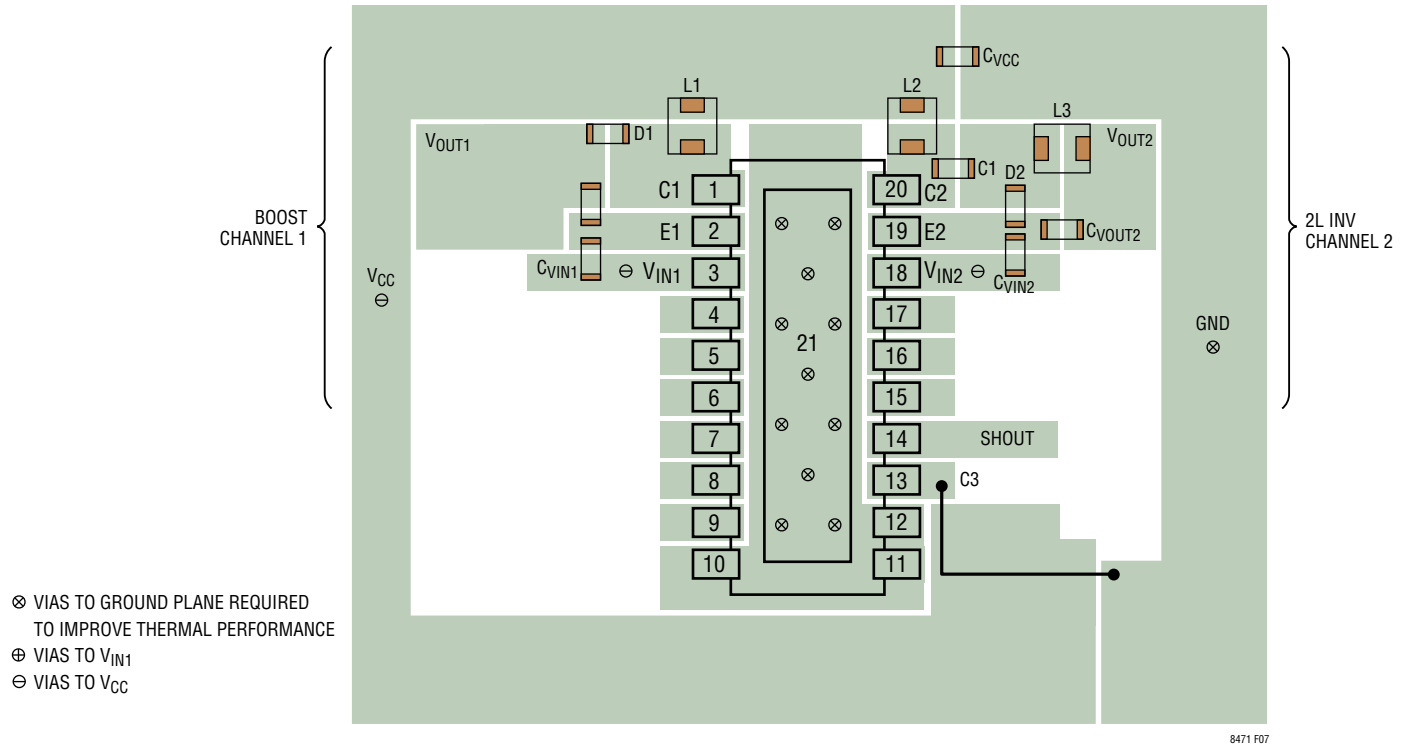 CVCC
L1
L2
L3
VOUT1
D1
VOUT2
C1
D2
C1 1
20 C2
E1 2
19 E2
CVOUT2
BOOST
CHANNEL 1
2L INV
CHANNEL 2
VCC
CVIN1
VIN1 3
18 VIN2
CVIN2
4
17
GND
21
5
16
6
15
7
14 SHOUT
8
13 C3
9
12
10
11
⊗ VIAS TO GROUND PLANE REQUIRED
TO IMPROVE THERMAL PERFORMANCE
⊕ VIAS TO VIN1
⊖ VIAS TO VCC
8471 F07